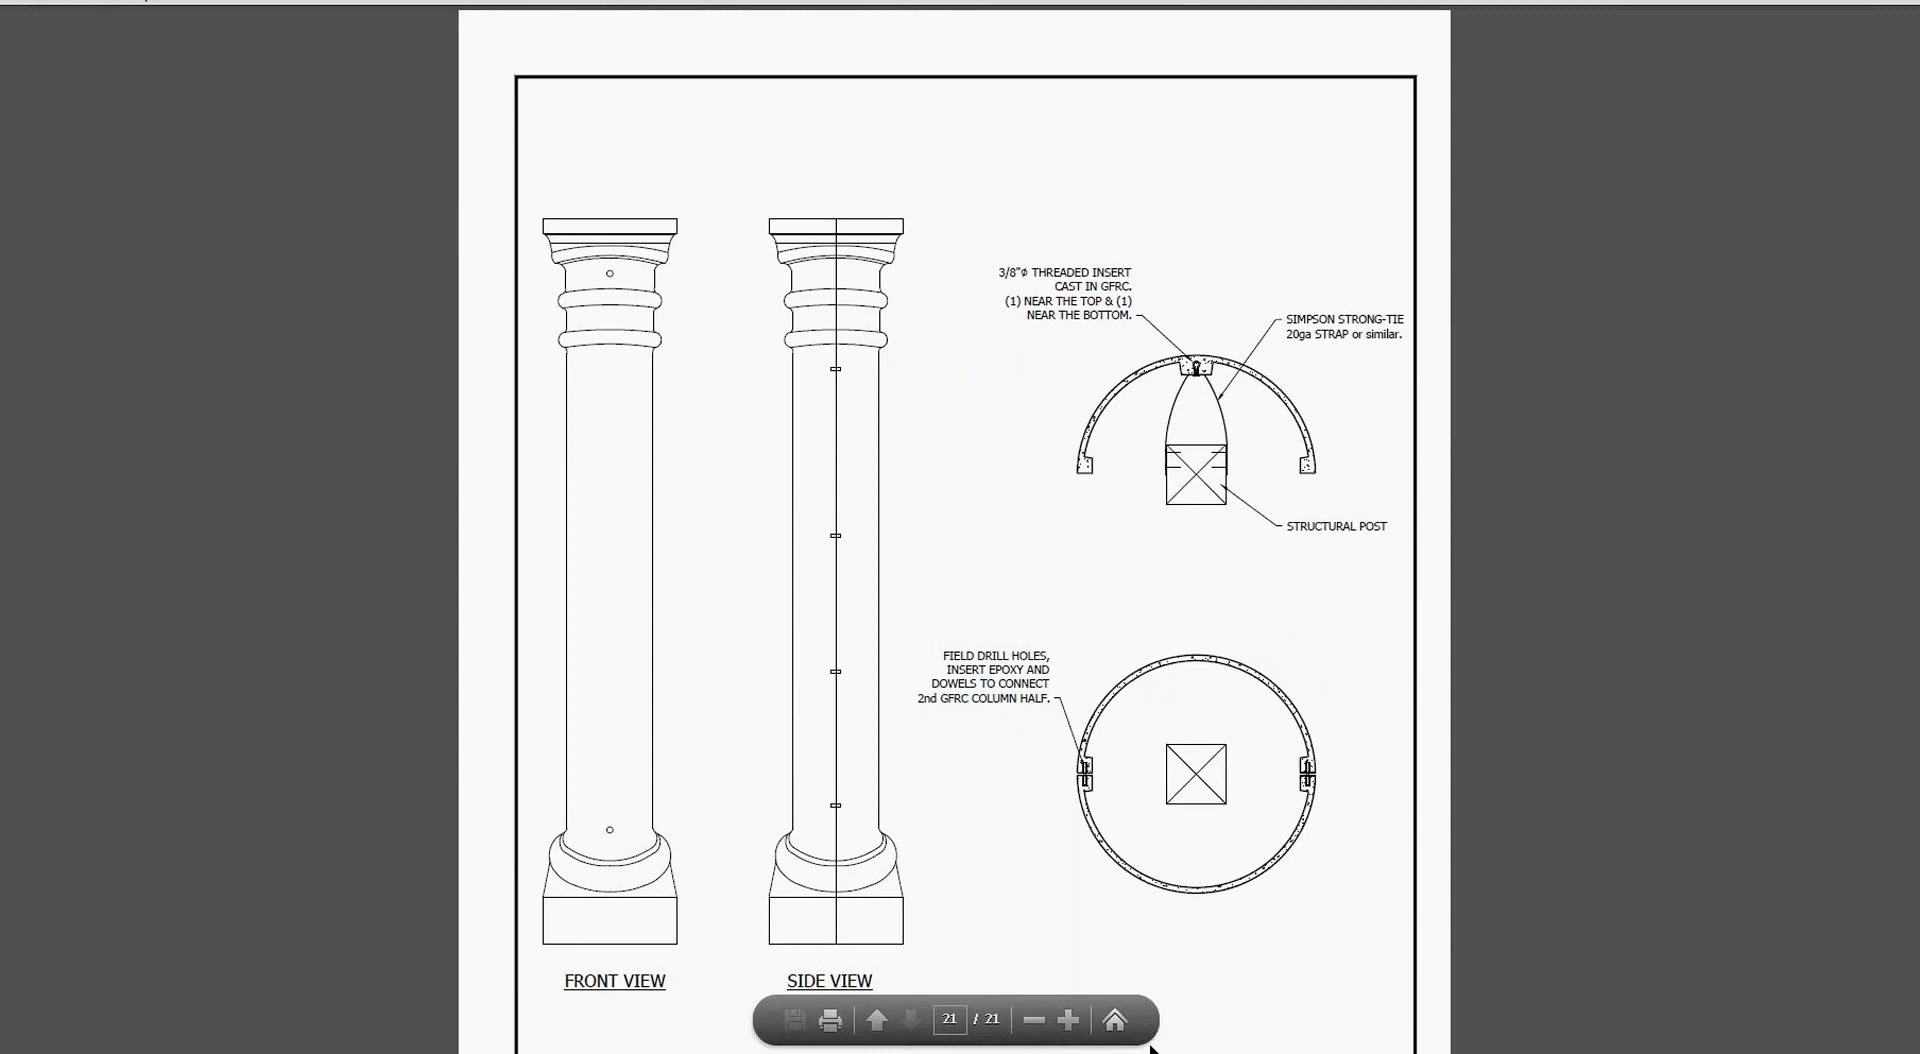 3/8"ø THREADED INSERT
CAST IN GFRC.
(1) NEAR THE TOP & (1)
NEAR THE BOTTOM.
SIMPSON STRONG-TIE
20ga STRAP or similar.
STRUCTURAL POST
FIELD DRILL HOLES,
INSERT EPOXY AND
DOWELS TO CONNECT
2nd GFRC COLUMN HALF.
FRONT VIEW
SIDE VIEW
21 / 21